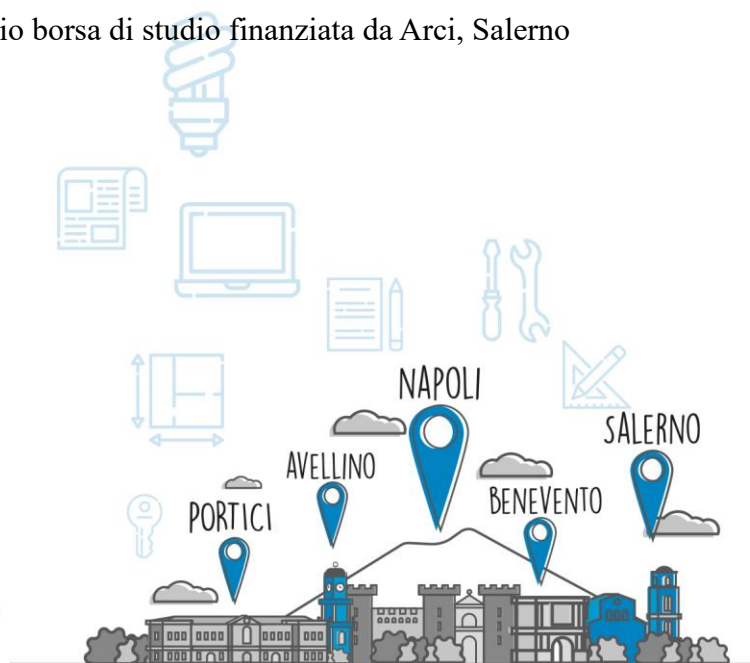 io borsa di studio finanziata da Arci, Salerno
NAPOLI
SALERNO
AVELLINO
BENEVENTO
PORTICI